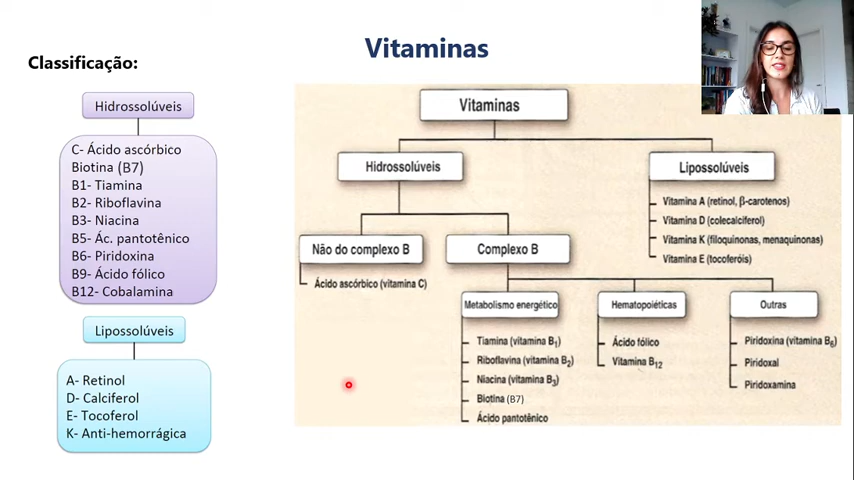 Vitaminas
Classificação:
Hidrossolúveis
C- Ácido ascórbico
Biotina (B7)
B1- Tiamina
B2- Riboflavina
B3- Niacina
B5- Ác. pantotênico
B6- Piridoxina
B9- Ácido fólico
B12- Cobalamina
Lipossolúveis
A- Retinol
D- Calciferol
E- Tocoferol
K- Anti-hemorrágica
Vitaminas
Hidrossolúveis
Lipossolúveis
Vitamina A (retinol, β-carotenos)
Vitamina D (colecalciferol)
Vitamina K (filoquinonas, menaquinonas)
Vitamina E (tocoferóis)
Não do complexo B
Complexo B
Ácido ascórbico (vitamina C)
Metabolismo energético
Hematopoiéticas
Outras
Tiamina (vitamina B₁)
Riboflavina (vitamina B₂)
Niacina (vitamina B₃)
Biotina (B7)
Ácido pantotênico
Ácido fólico
Vitamina B₁₂
Piridoxina (vitamina B₆)
Piridoxal
Piridoxamina